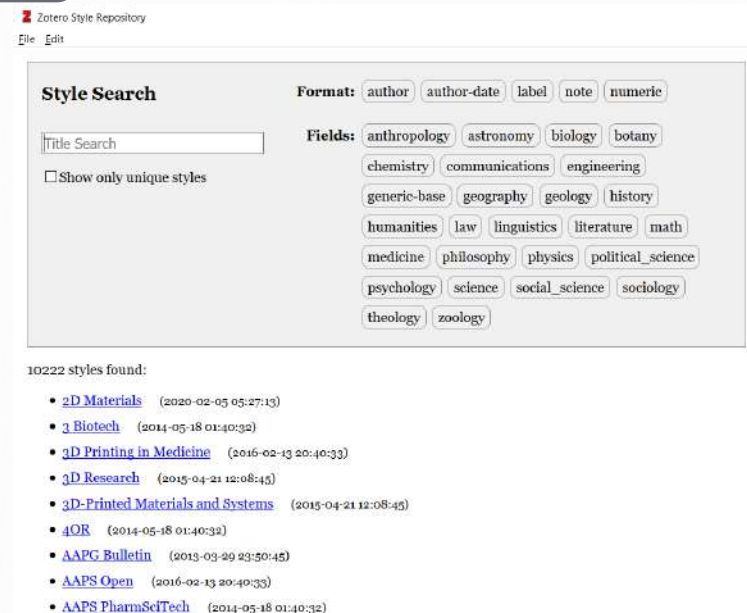 Zotero Style Repository
File Edit
Style Search
Title Search
Show only unique styles
Format: author author-date label note numeric
Fields: anthropology astronomy biology botany
chemistry communications engineering
generic-base geography geology history
humanities law linguistics literature math
medicine philosophy physics political_science
psychology science social_science sociology
theology zoology
10222 styles found:
2D Materials (2020-02-05 05:27:13)
3 Biotech (2014-05-18 01:40:32)
3D Printing in Medicine (2016-02-13 20:40:33)
3D Research (2015-04-21 12:08:45)
3D-Printed Materials and Systems (2015-04-21 12:08:45)
4OR (2014-05-18 01:40:32)
AAPG Bulletin (2013-03-29 23:50:45)
AAPS Open (2016-02-13 20:40:33)
AAPS PharmSciTech (2014-05-18 01:40:32)